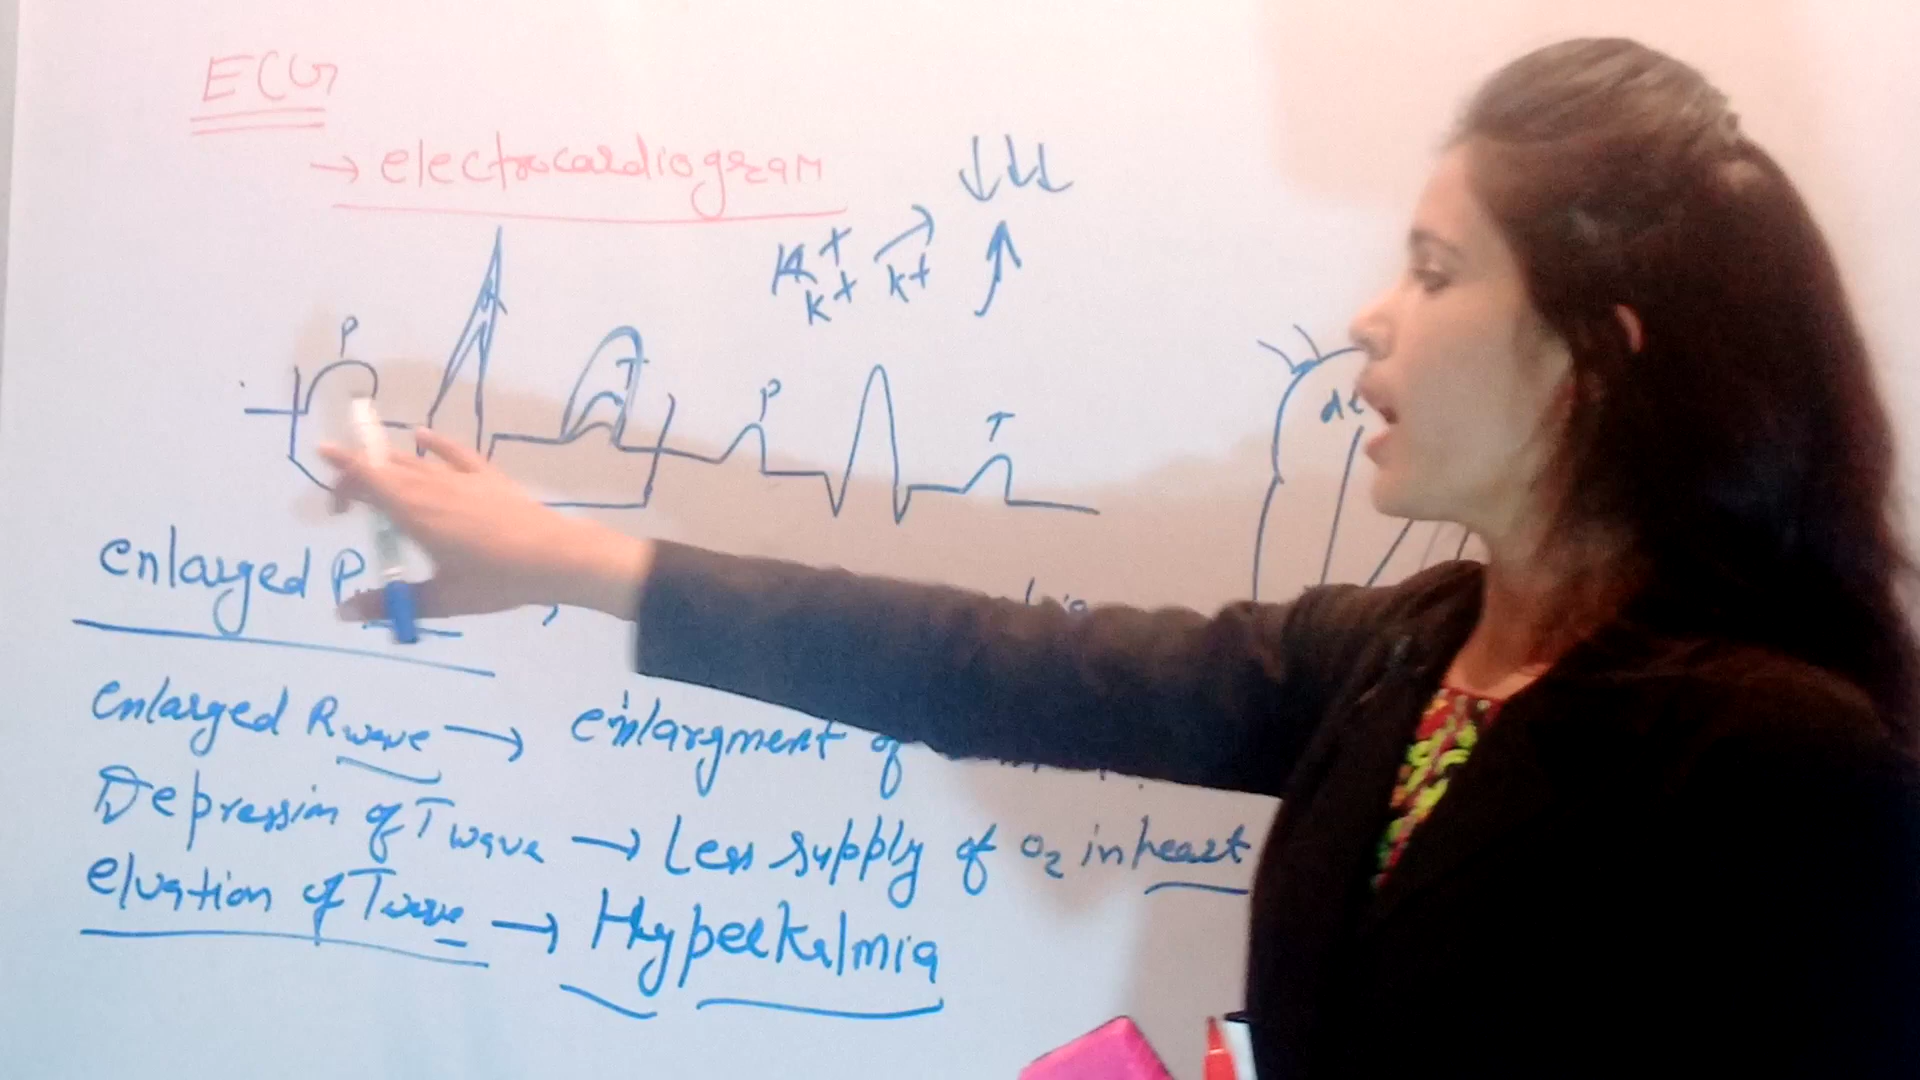 ECG
→ electrocardiogram
↓↓↓
K+ K+ K+ ↑
P T P T
enlarged P
enlarged R wave → enlargment of
Depression of T wave → Less supply of O2 in heart
elvation of T wave → Hyperkalmia